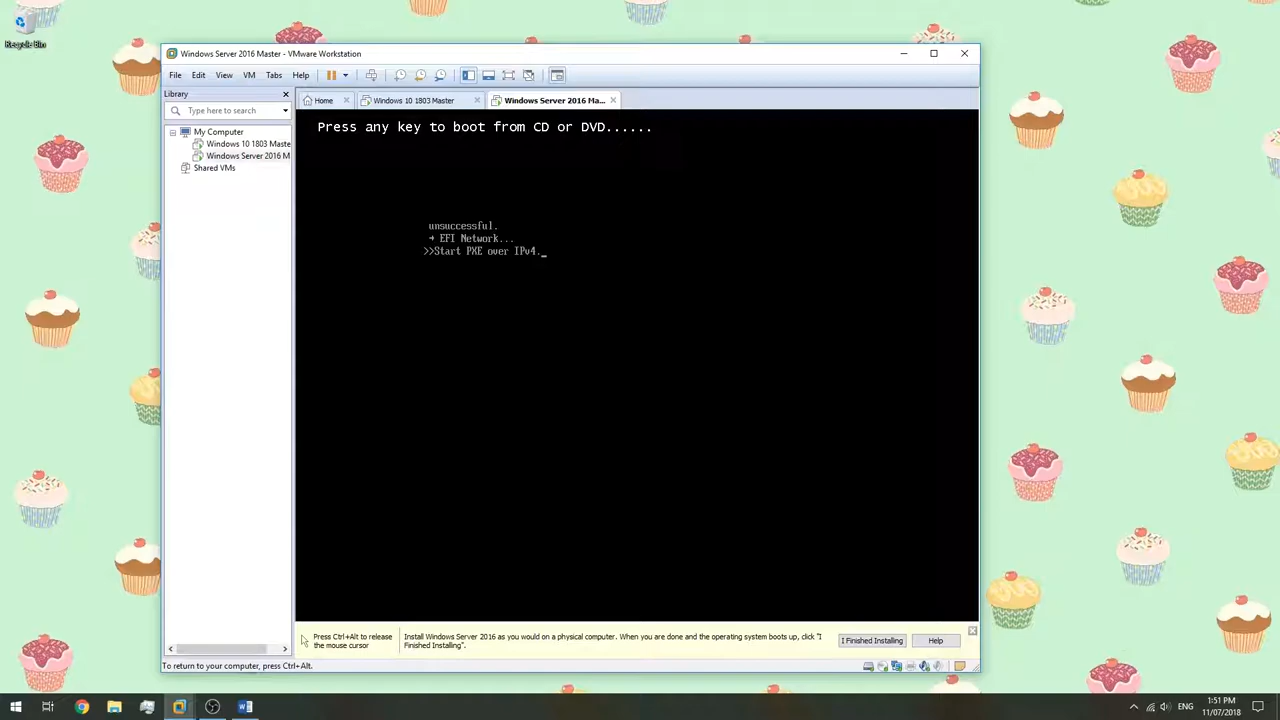 Recycle Bin
Windows Server 2016 Master - VMware Workstation
File Edit View VM Tabs Help
Library
Type here to search
Home
Windows 10 1803 Master
Windows Server 2016 Ma...
My Computer
Windows 10 1803 Maste
Windows Server 2016 M
Shared VMs
Press any key to boot from CD or DVD......
unsuccessful.
EFI Network...
>>Start PXE over IPv4._
Press Ctrl+Alt to release
the mouse cursor
Install Windows Server 2016 as you would on a physical computer. When you are done and the operating system boots up, click "I
Finished Installing".
I Finished Installing
Help
To return to your computer, press Ctrl+Alt.
ENG
1:51 PM
11/07/2018